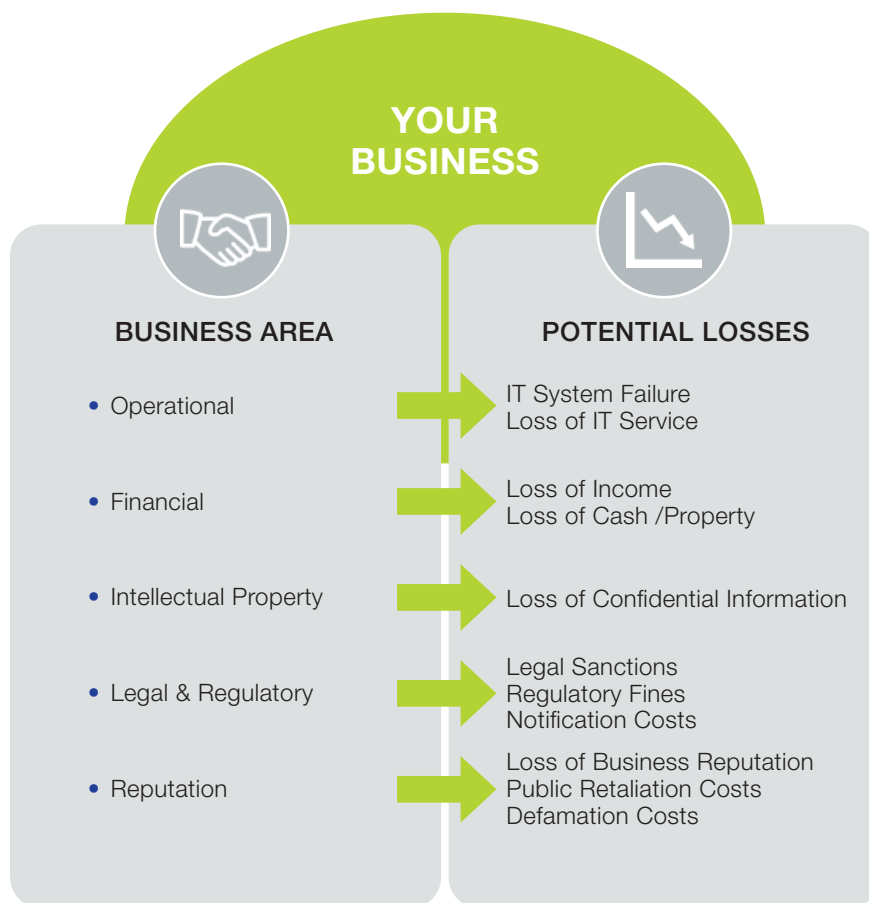 YOUR
BUSINESS
BUSINESS AREA
POTENTIAL LOSSES
• Operational
IT System Failure
Loss of IT Service
• Financial
Loss of Income
Loss of Cash /Property
• Intellectual Property
Loss of Confidential Information
• Legal & Regulatory
Legal Sanctions
Regulatory Fines
Notification Costs
• Reputation
Loss of Business Reputation
Public Retaliation Costs
Defamation Costs